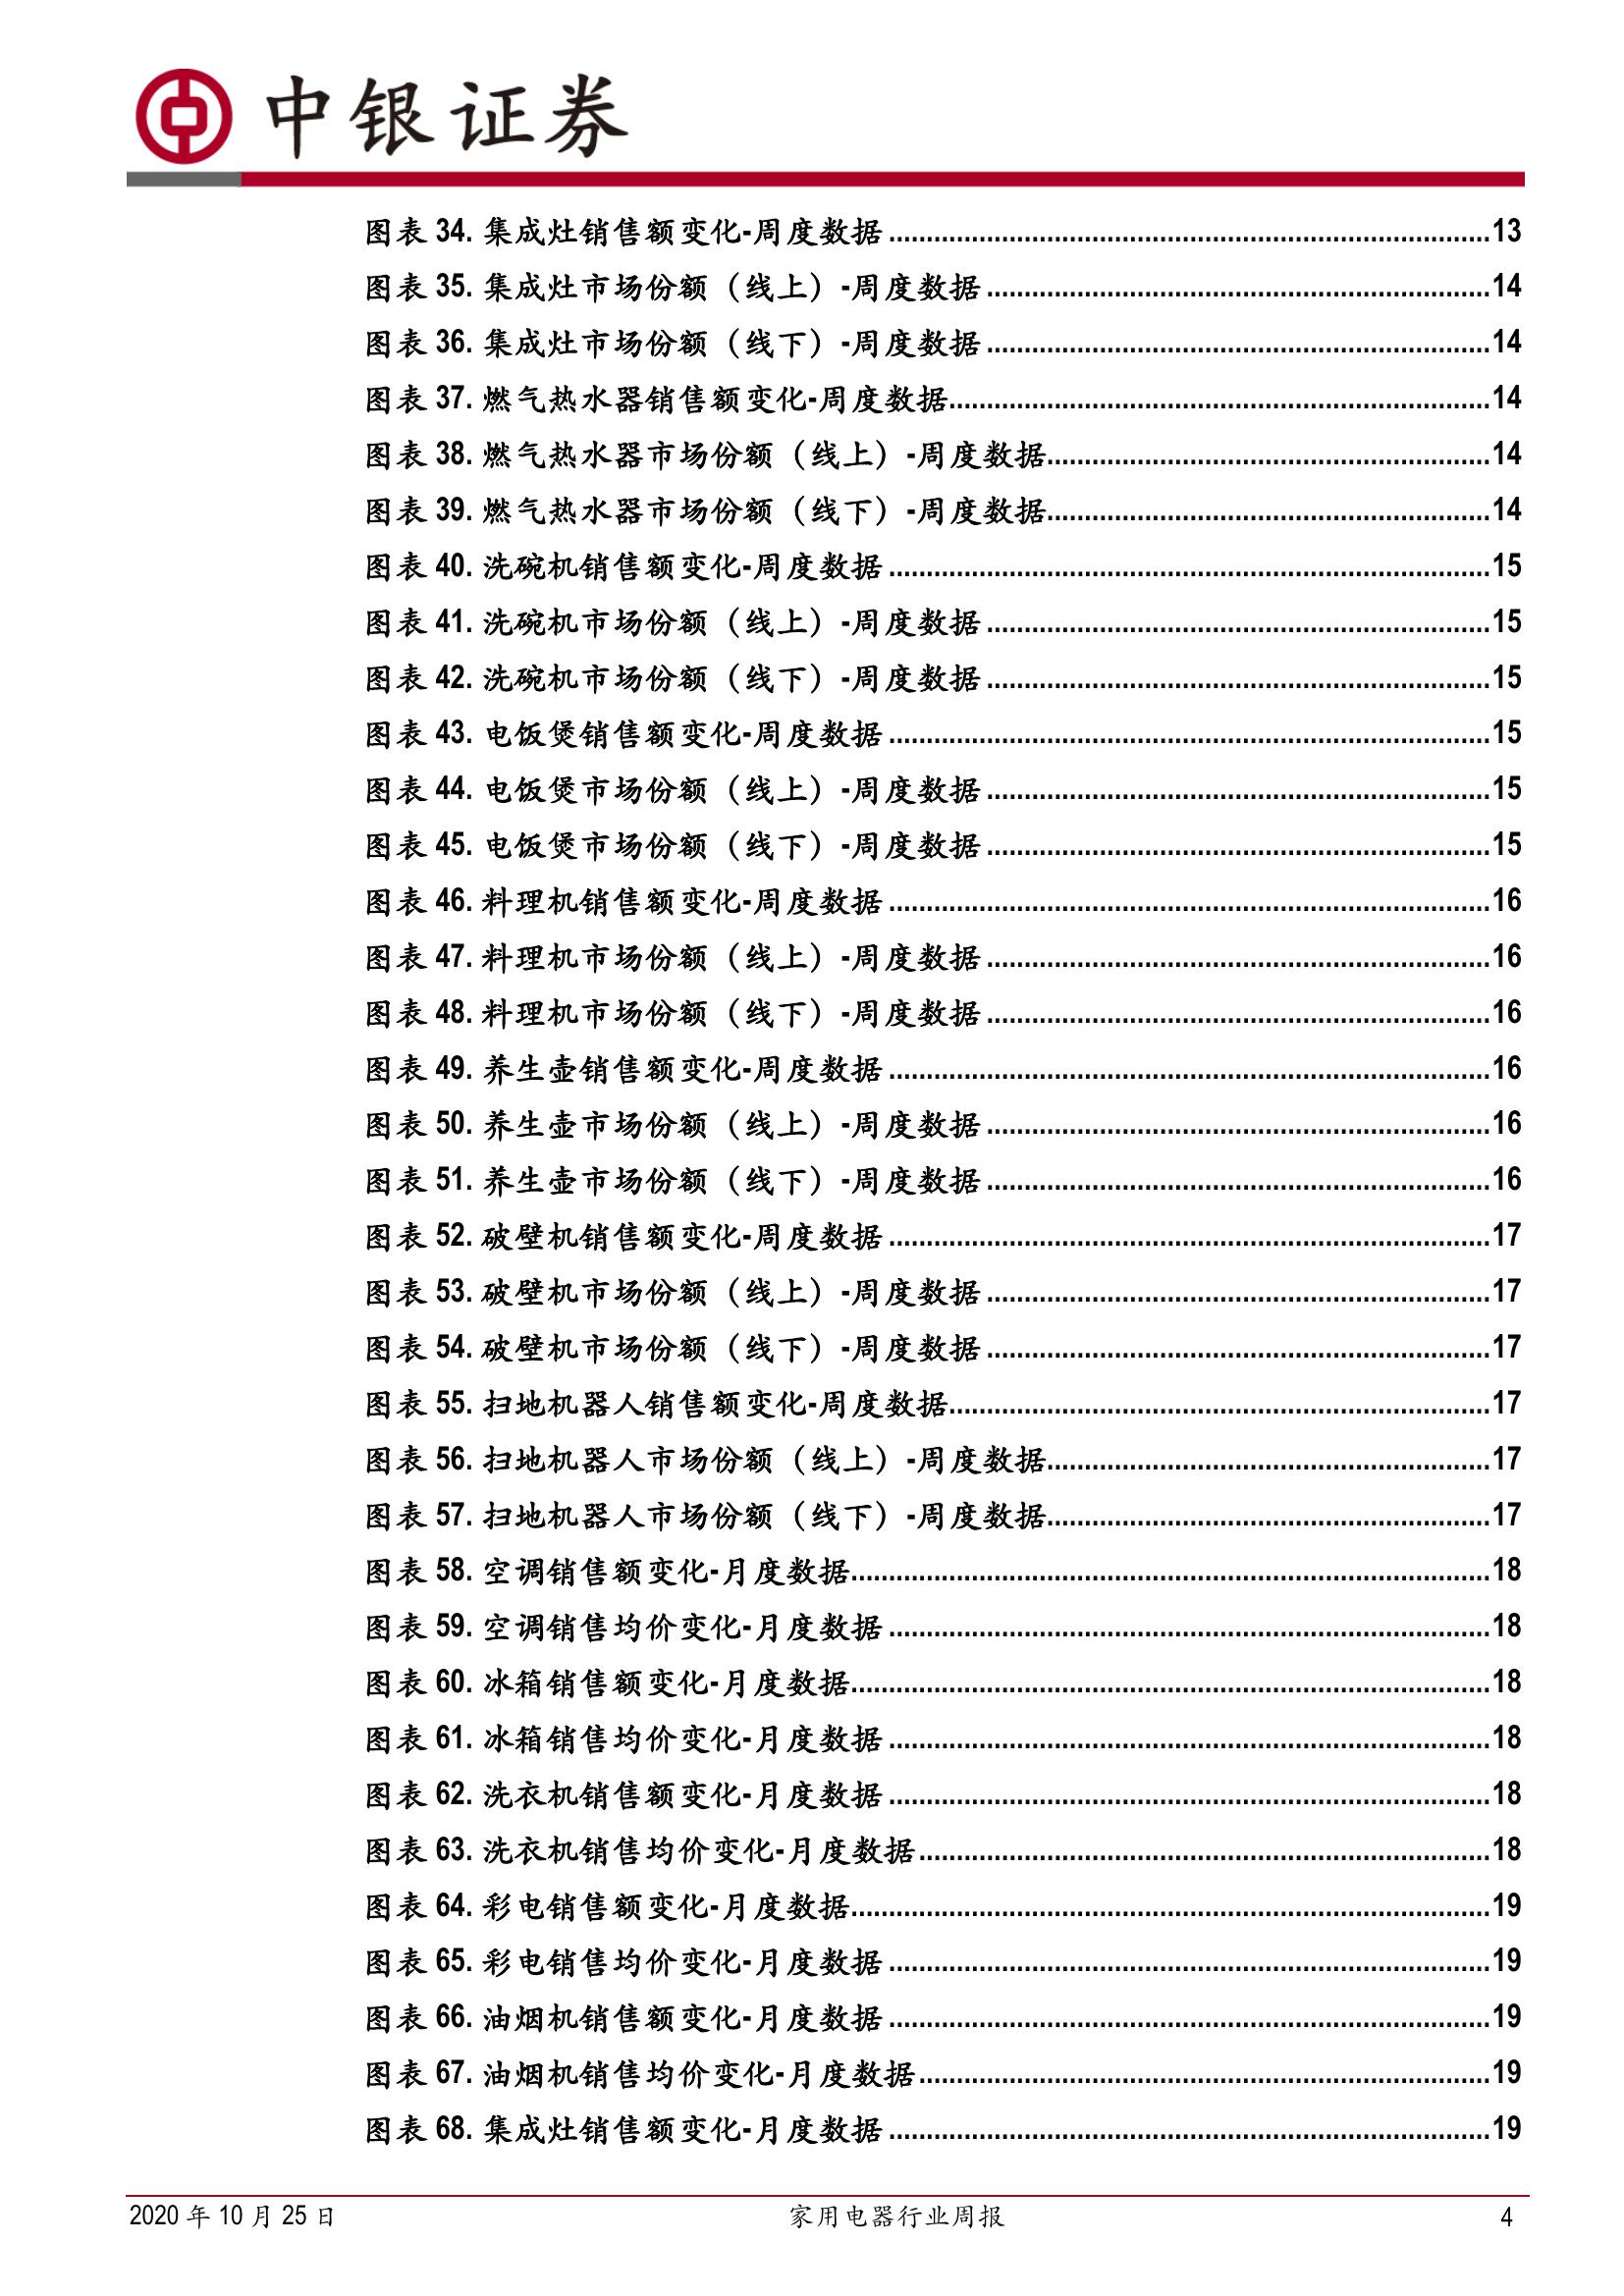 中银证券
图表 34. 集成灶销售额变化-周度数据................................................................................13
图表 35. 集成灶市场份额（线上）-周度数据...................................................................14
图表 36. 集成灶市场份额（线下）-周度数据...................................................................14
图表 37. 燃气热水器销售额变化-周度数据........................................................................14
图表 38. 燃气热水器市场份额（线上）-周度数据...........................................................14
图表 39. 燃气热水器市场份额（线下）-周度数据...........................................................14
图表 40. 洗碗机销售额变化-周度数据................................................................................15
图表 41. 洗碗机市场份额（线上）-周度数据...................................................................15
图表 42. 洗碗机市场份额（线下）-周度数据...................................................................15
图表 43. 电饭煲销售额变化-周度数据................................................................................15
图表 44. 电饭煲市场份额（线上）-周度数据...................................................................15
图表 45. 电饭煲市场份额（线下）-周度数据...................................................................15
图表 46. 料理机销售额变化-周度数据................................................................................16
图表 47. 料理机市场份额（线上）-周度数据...................................................................16
图表 48. 料理机市场份额（线下）-周度数据...................................................................16
图表 49. 养生壶销售额变化-周度数据................................................................................16
图表 50. 养生壶市场份额（线上）-周度数据...................................................................16
图表 51. 养生壶市场份额（线下）-周度数据...................................................................16
图表 52. 破壁机销售额变化-周度数据................................................................................17
图表 53. 破壁机市场份额（线上）-周度数据...................................................................17
图表 54. 破壁机市场份额（线下）-周度数据...................................................................17
图表 55. 扫地机器人销售额变化-周度数据........................................................................17
图表 56. 扫地机器人市场份额（线上）-周度数据...........................................................17
图表 57. 扫地机器人市场份额（线下）-周度数据...........................................................17
图表 58. 空调销售额变化-月度数据.....................................................................................18
图表 59. 空调销售均价变化-月度数据................................................................................18
图表 60. 冰箱销售额变化-月度数据.....................................................................................18
图表 61. 冰箱销售均价变化-月度数据................................................................................18
图表 62. 洗衣机销售额变化-月度数据................................................................................18
图表 63. 洗衣机销售均价变化-月度数据............................................................................18
图表 64. 彩电销售额变化-月度数据.....................................................................................19
图表 65. 彩电销售均价变化-月度数据................................................................................19
图表 66. 油烟机销售额变化-月度数据................................................................................19
图表 67. 油烟机销售均价变化-月度数据............................................................................19
图表 68. 集成灶销售额变化-月度数据................................................................................19
2020 年 10 月 25 日 家用电器行业周报 4